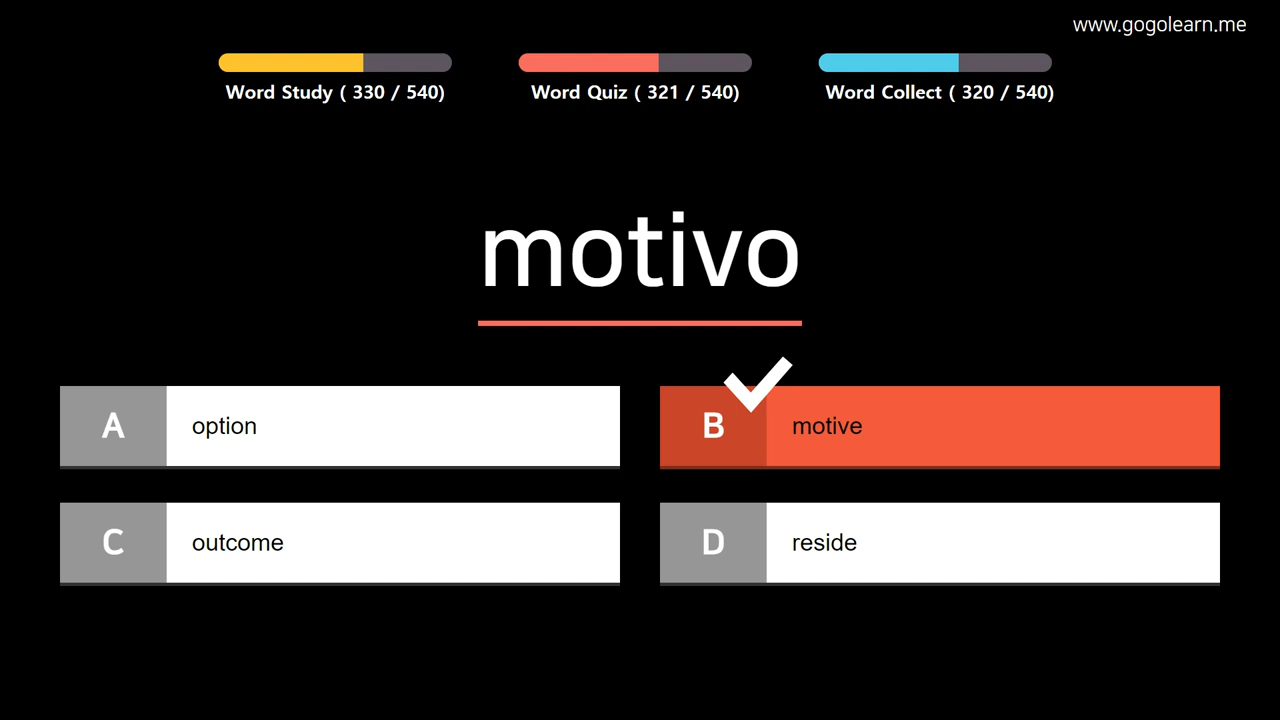 www.gogolearn.me
Word Study ( 330 / 540)
Word Quiz ( 321 / 540)
Word Collect ( 320 / 540)
motivo
A option
B motive
C outcome
D reside